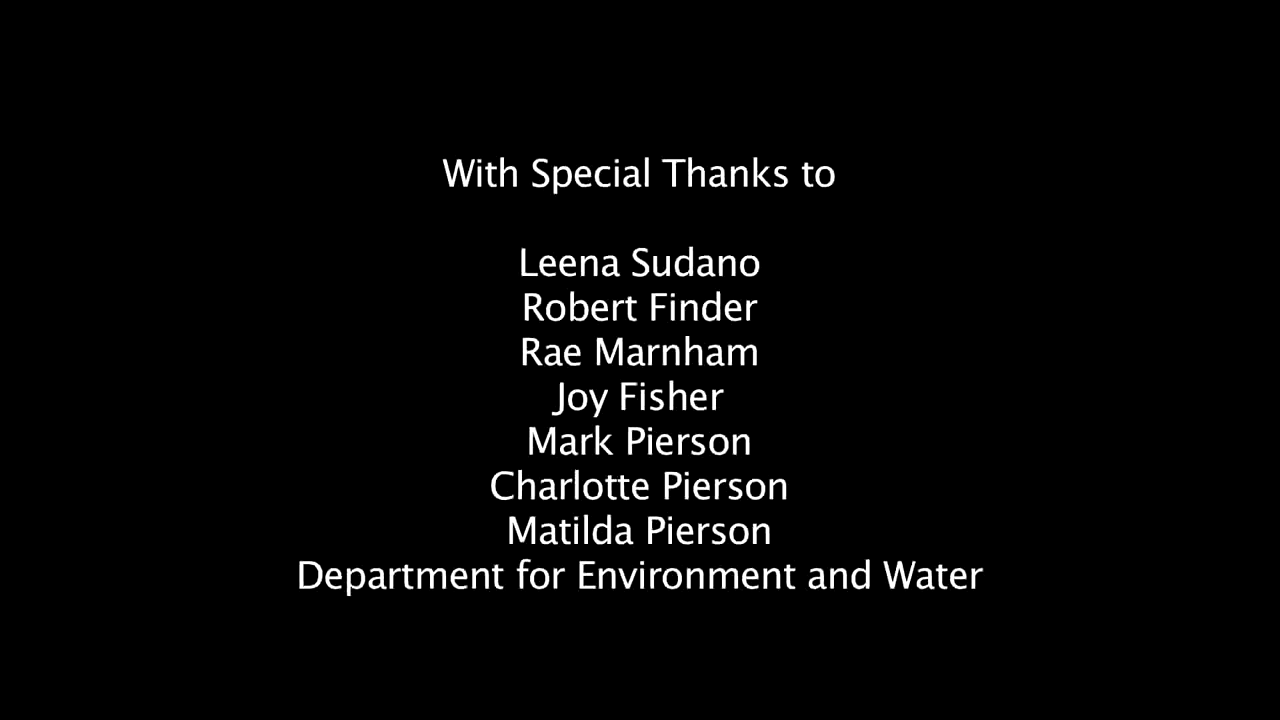 With Special Thanks to
Leena Sudano
Robert Finder
Rae Marnham
Joy Fisher
Mark Pierson
Charlotte Pierson
Matilda Pierson
Department for Environment and Water